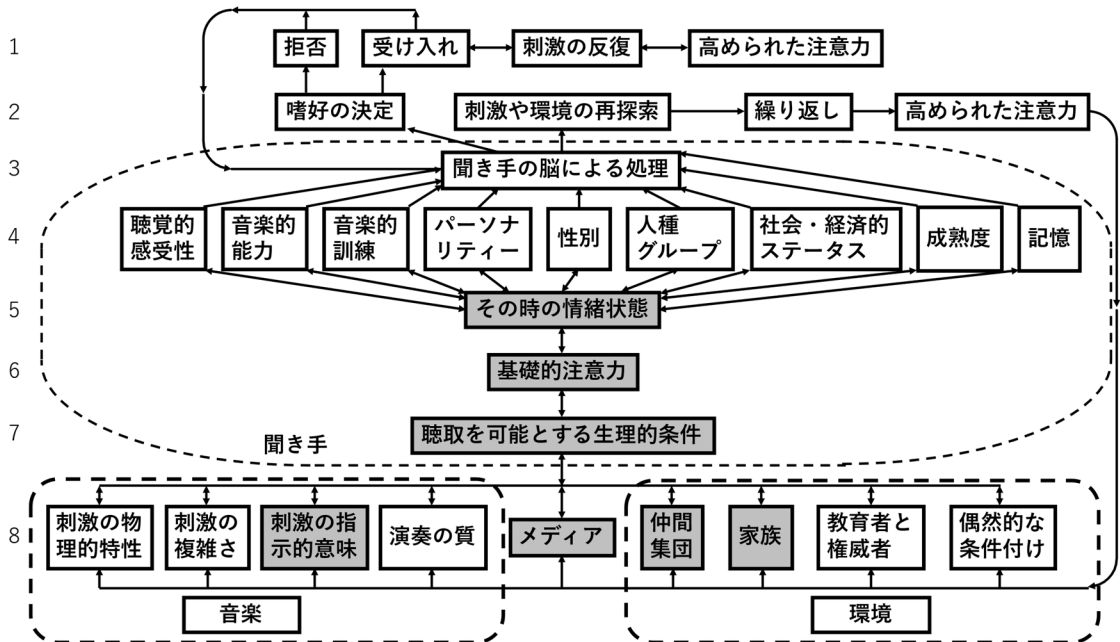 1
拒否
受け入れ
刺激の反復
高められた注意力
2
嗜好の決定
刺激や環境の再探索
繰り返し
高められた注意力
3
聞き手の脳による処理
4
聴覚的
感受性
音楽的
能力
音楽的
訓練
パーソナ
リティー
性別
人種
グループ
社会・経済的
ステータス
成熟度
記憶
5
その時の情緒状態
6
基礎的注意力
7
聴取を可能とする生理的条件
聞き手
8
刺激の物
理的特性
刺激の
複雑さ
刺激の指
示的意味
演奏の質
メディア
仲間
集団
家族
教育者と
権威者
偶然的な
条件付け
音楽
環境